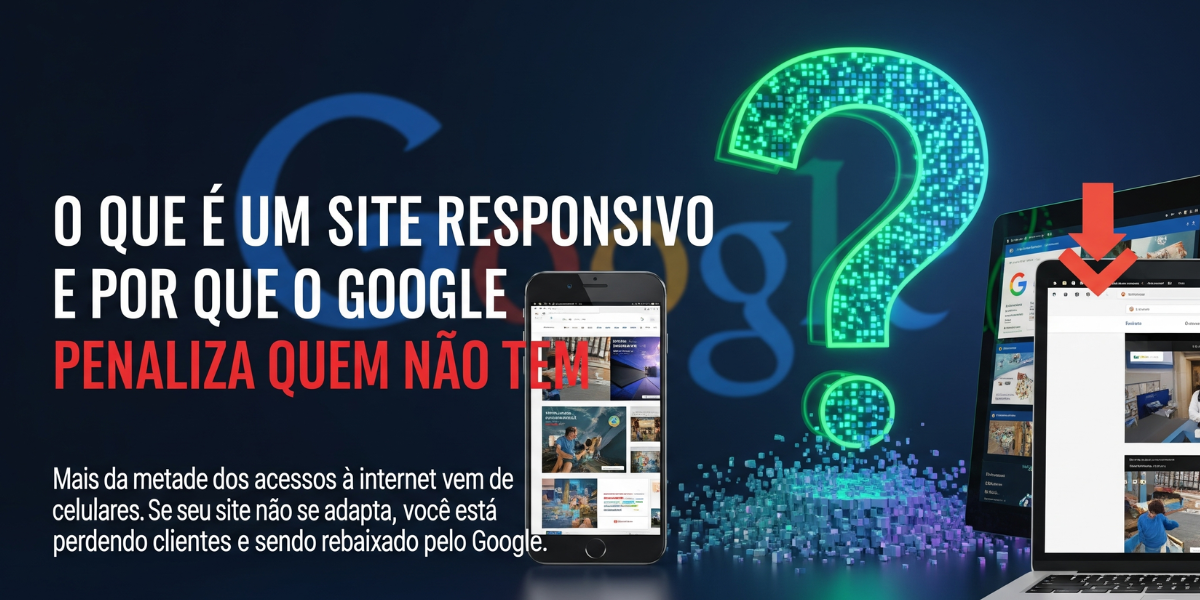 Google
O QUE É UM SITE RESPONSIVO
E POR QUE O GOOGLE
PENALIZA QUEM NÃO TEM
Mais da metade dos acessos à internet vem de
celulares. Se seu site não se adapta, você está
perdendo clientes e sendo rebaixado pelo Google.
G